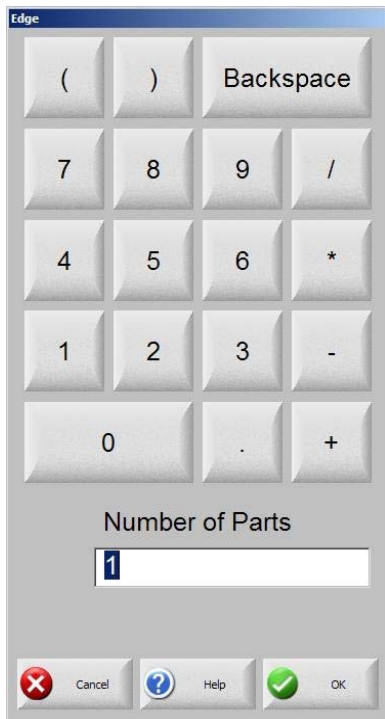 Edge
( ) Backspace
7 8 9 /
4 5 6 *
1 2 3 -
0 . +
Number of Parts
1
Cancel Help OK